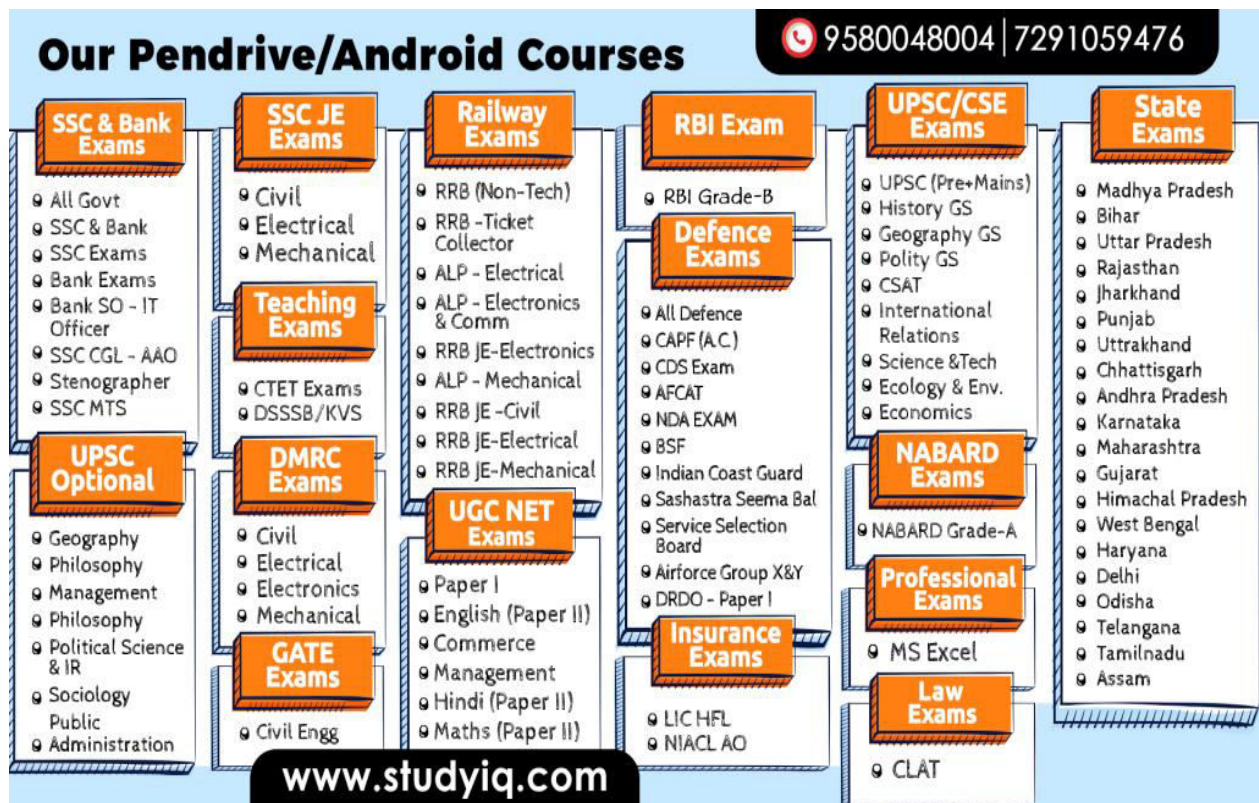 Our Pendrive/Android Courses
9580048004 | 7291059476
SSC & Bank
Exams
All Govt
SSC & Bank
SSC Exams
Bank Exams
Bank SO - IT
Officer
SSC CGL - AAO
Stenographer
SSC MTS
UPSC
Optional
Geography
Philosophy
Management
Philosophy
Political Science
& IR
Sociology
Public
Administration
SSC JE
Exams
Civil
Electrical
Mechanical
Teaching
Exams
CTET Exams
DSSSB/KVS
DMRC
Exams
Civil
Electrical
Electronics
Mechanical
GATE
Exams
Civil Engg
Railway
Exams
RRB (Non-Tech)
RRB -Ticket
Collector
ALP - Electrical
ALP - Electronics
& Comm
RRB JE-Electronics
ALP - Mechanical
RRB JE -Civil
RRB JE-Electrical
RRB JE-Mechanical
UGC NET
Exams
Paper I
English (Paper II)
Commerce
Management
Hindi (Paper II)
Maths (Paper II)
RBI Exam
RBI Grade-B
Defence
Exams
All Defence
CAPF (A.C.)
CDS Exam
AFCAT
NDA EXAM
BSF
Indian Coast Guard
Sashastra Seema Bal
Service Selection
Board
Airforce Group X&Y
DRDO - Paper I
Insurance
Exams
LIC HFL
NIACL AO
UPSC/CSE
Exams
UPSC (Pre+Mains)
History GS
Geography GS
Polity GS
CSAT
International
Relations
Science &Tech
Ecology & Env.
Economics
NABARD
Exams
NABARD Grade-A
Professional
Exams
MS Excel
Law
Exams
CLAT
State
Exams
Madhya Pradesh
Bihar
Uttar Pradesh
Rajasthan
Jharkhand
Punjab
Uttrakhand
Chhattisgarh
Andhra Pradesh
Karnataka
Maharashtra
Gujarat
Himachal Pradesh
West Bengal
Haryana
Delhi
Odisha
Telangana
Tamilnadu
Assam
www.studyiq.com